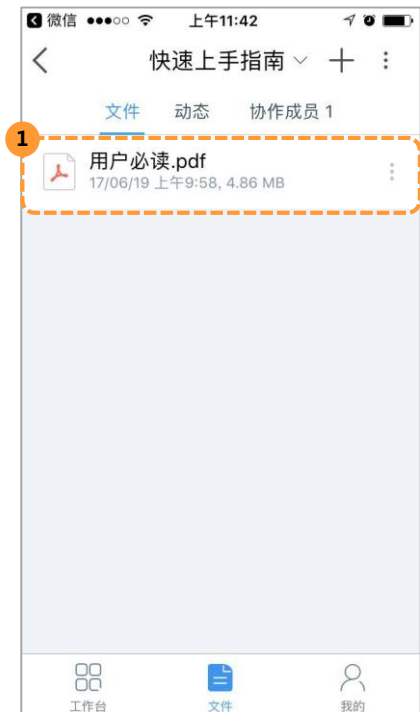 微信 上午11:42
快速上手指南
文件 动态 协作成员 1
1
用户必读.pdf
17/06/19 上午9:58, 4.86 MB
工作台 文件 我的